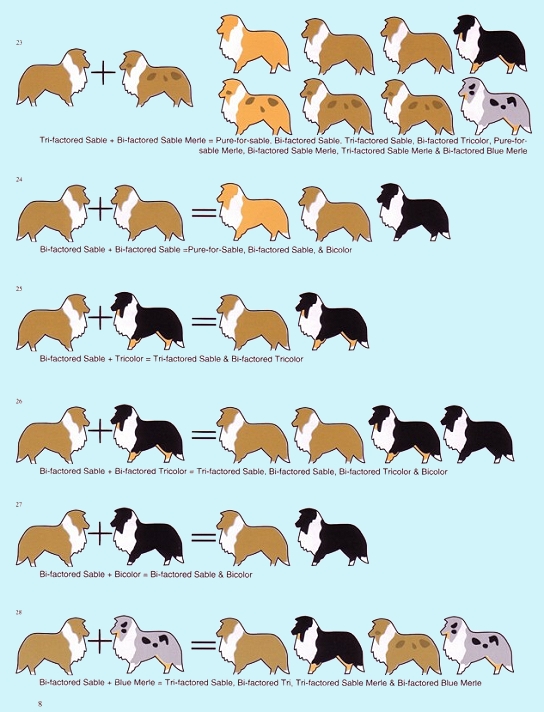 23
Tri-factored Sable + Bi-factored Sable Merle = Pure-for-sable, Bi-factored Sable, Tri-factored Sable, Bi-factored Tricolor, Pure-for-
sable Merle, Bi-factored Sable Merle, Tri-factored Sable Merle & Bi-factored Blue Merle
24
Bi-factored Sable + Bi-factored Sable =Pure-for-Sable, Bi-factored Sable, & Bicolor
25
Bi-factored Sable + Tricolor = Tri-factored Sable & Bi-factored Tricolor
26
Bi-factored Sable + Bi-factored Tricolor = Tri-factored Sable, Bi-factored Sable, Bi-factored Tricolor & Bicolor
27
Bi-factored Sable + Bicolor = Bi-factored Sable & Bicolor
28
Bi-factored Sable + Blue Merle = Tri-factored Sable, Bi-factored Tri, Tri-factored Sable Merle & Bi-factored Blue Merle
8